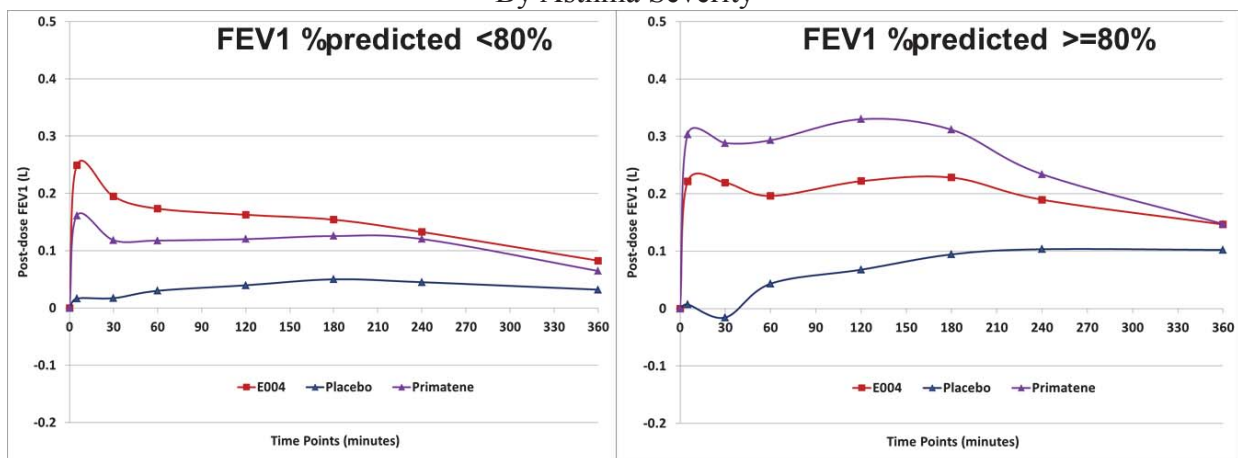 By Asthma Severity
FEV1 %predicted <80%
0.5
0.4
0.3
0.2
0.1
0
-0.1
-0.2
Post-dose FEV1 (L)
0 30 60 90 120 150 180 210 240 270 300 330 360
E004 Placebo Primatene
Time Points (minutes)
FEV1 %predicted >=80%
0.5
0.4
0.3
0.2
0.1
0
-0.1
-0.2
Post-dose FEV1 (L)
0 30 60 90 120 150 180 210 240 270 300 330 360
E004 Placebo Primatene
Time Points (minutes)